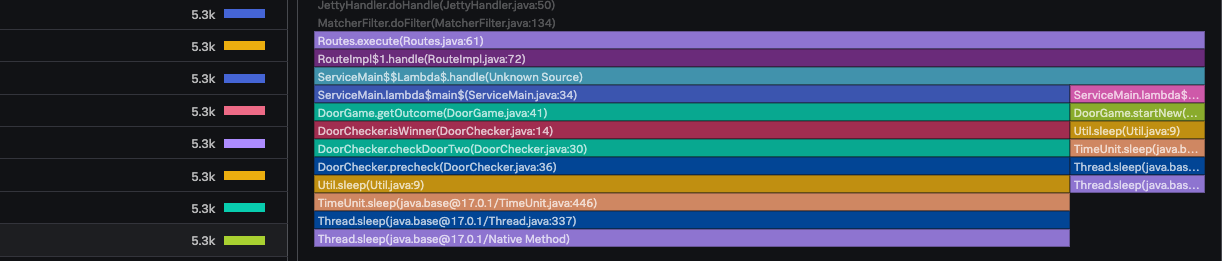 JettyHandler.doHandle(JettyHandler.java:50)
5.3k
MatcherFilter.doFilter(MatcherFilter.java:134)
Routes.execute(Routes.java:61)
5.3k
RouteImpl$1.handle(RouteImpl.java:72)
5.3k
ServiceMain$$Lambda$.handle(Unknown Source)
ServiceMain.lambda$main$(ServiceMain.java:34) ServiceMain.lambda$...
5.3k
DoorGame.getOutcome(DoorGame.java:41) DoorGame.startNew(...
DoorChecker.isWinner(DoorChecker.java:14) Util.sleep(Util.java:9)
5.3k
DoorChecker.checkDoorTwo(DoorChecker.java:30) TimeUnit.sleep(java.b...
DoorChecker.precheck(DoorChecker.java:36) Thread.sleep(java.bas...
5.3k
Util.sleep(Util.java:9) Thread.sleep(java.bas...
TimeUnit.sleep(java.base@17.0.1/TimeUnit.java:446)
5.3k
Thread.sleep(java.base@17.0.1/Thread.java:337)
5.3k
Thread.sleep(java.base@17.0.1/Native Method)